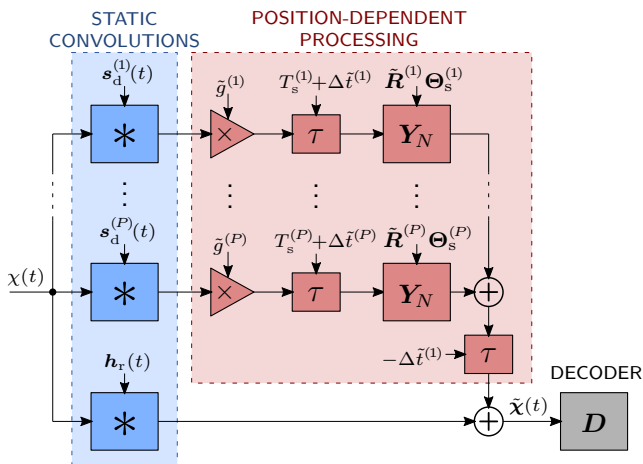 STATIC
CONVOLUTIONS
POSITION-DEPENDENT
PROCESSING
s_d^(1)(t)
g̃^(1)
T_s^(1)+Δt̃^(1)
R̃^(1) Θ_s^(1)
*
×
τ
Y_N
s_d^(P)(t)
g̃^(P)
T_s^(P)+Δt̃^(P)
R̃^(P) Θ_s^(P)
χ(t)
*
×
τ
Y_N
+
−Δt̃^(1)
τ
h_r(t)
*
+
χ̃(t)
DECODER
D